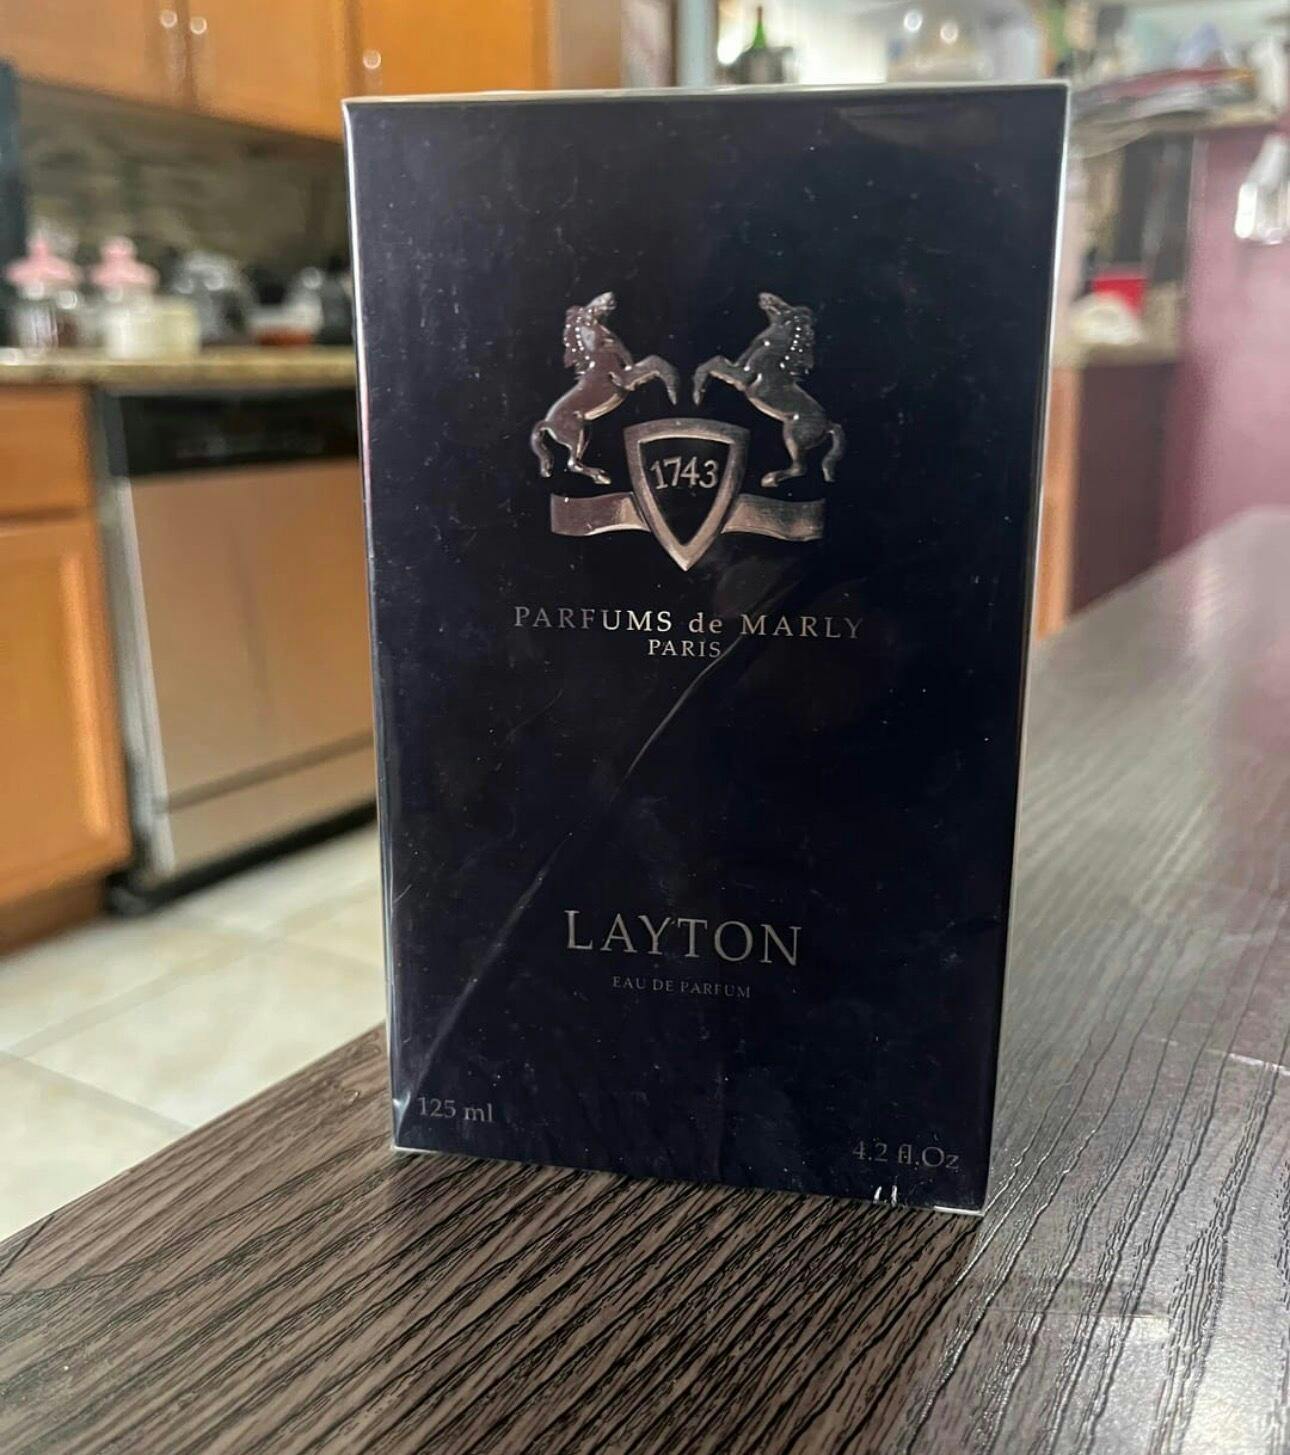 1743
PARFUMS de MARLY
PARIS
LAYTON
EAU DE PARFUM
125 ml
4.2 fl.Oz